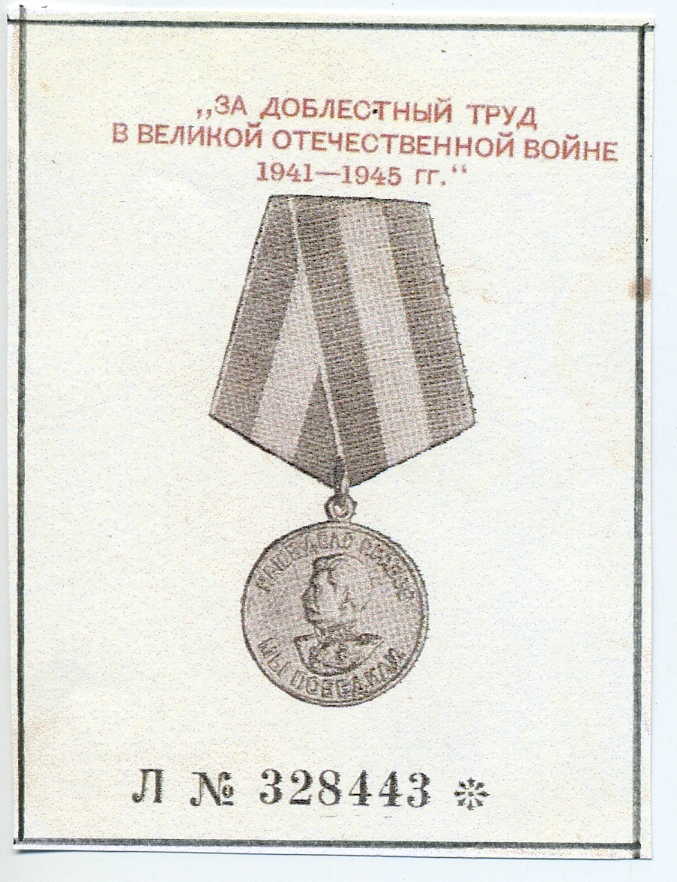 „ЗА ДОБЛЕСТНЫЙ ТРУД
В ВЕЛИКОЙ ОТЕЧЕСТВЕННОЙ ВОЙНЕ
1941—1945 гг.“
НАШЕ ДЕЛО ПРАВОЕ
МЫ ПОБЕДИЛИ
Л № 328443